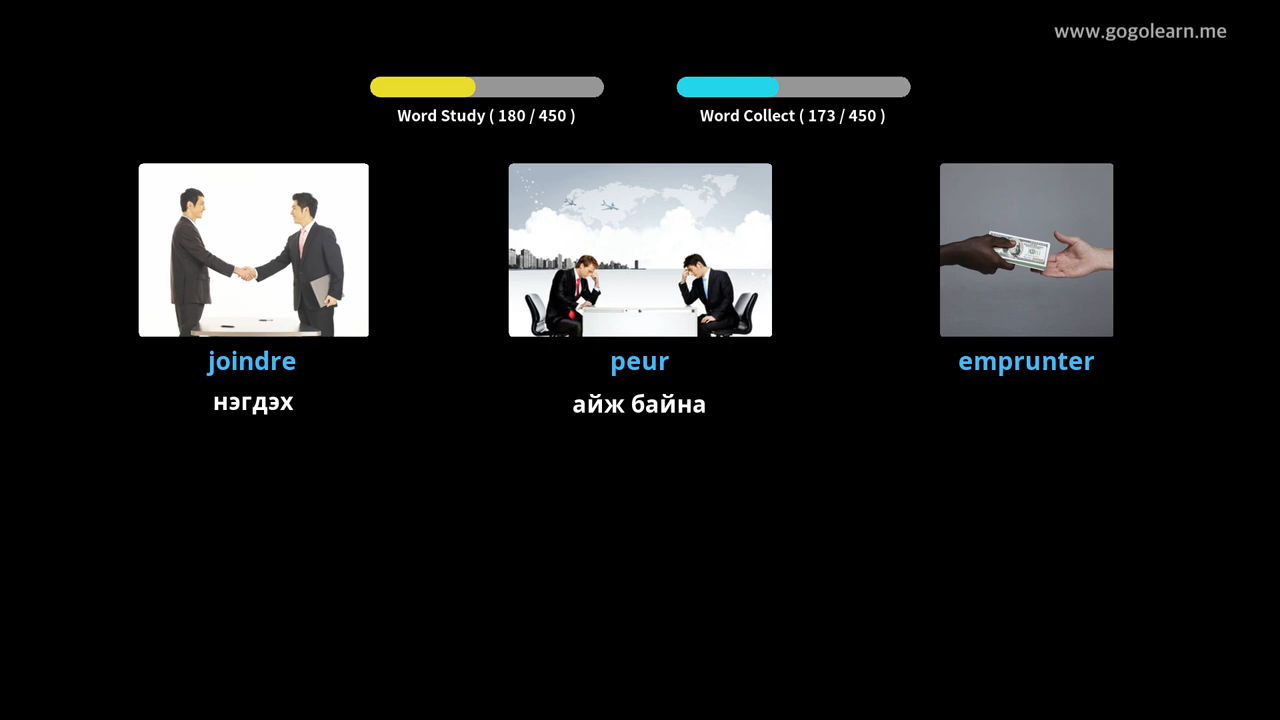 www.gogolearn.me
Word Study ( 180 / 450 )
Word Collect ( 173 / 450 )
joindre
peur
emprunter
нэгдэх
айж байна